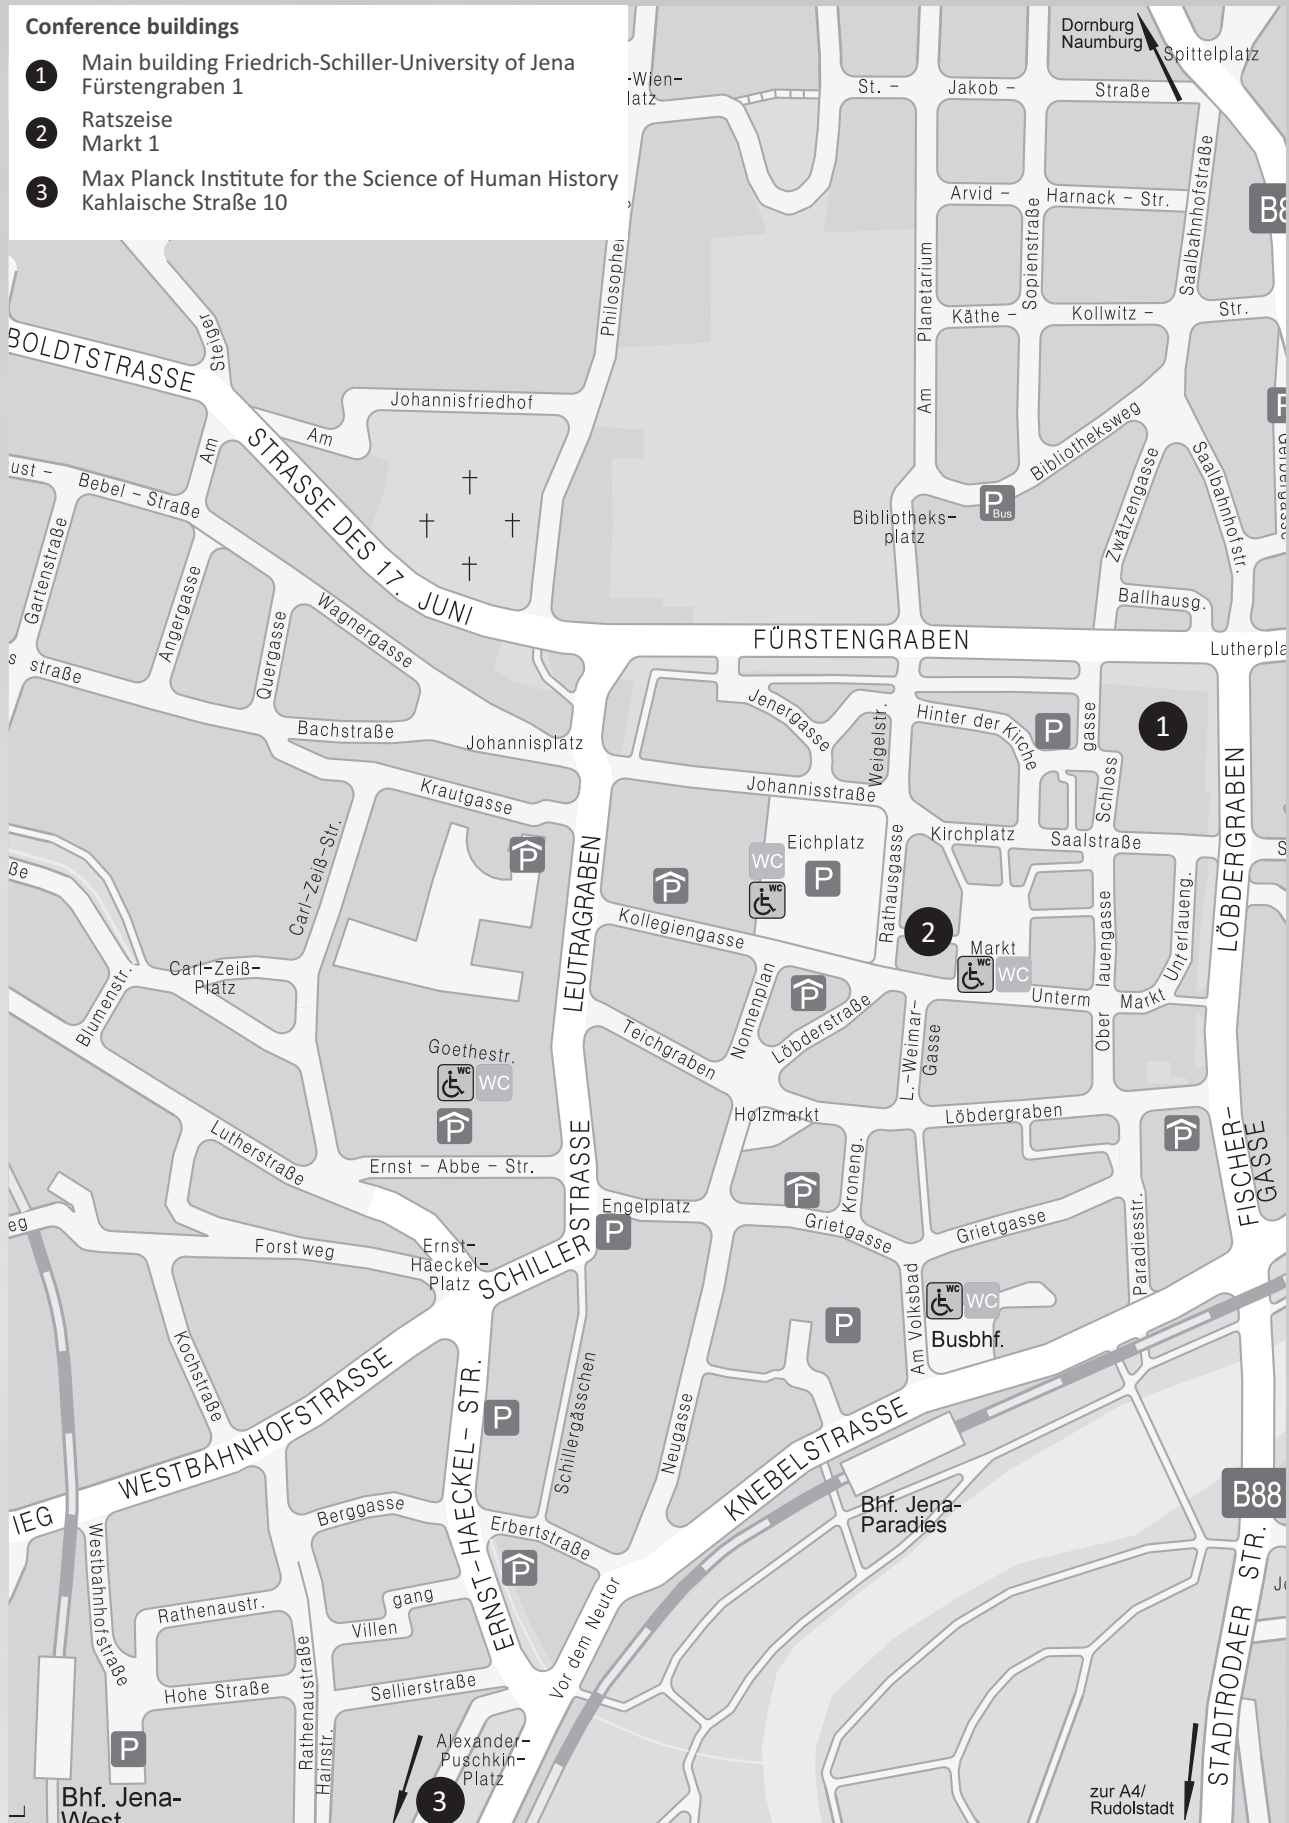 Conference buildings
1 Main building Friedrich-Schiller-University of Jena
Fürstengraben 1
2 Ratszeise
Markt 1
3 Max Planck Institute for the Science of Human History
Kahlaische Straße 10
Dornburg
Naumburg
Spittelplatz
-Wien-
St. - Jakob - Straße
Arvid - Harnack - Str.
Sopienstraße
Saalbahnhofstraße
Planetarium
Am
Käthe - Kollwitz - Str.
Steiger
STRASSE DES 17. JUNI
Johannisfriedhof
Am
Am
Bebel - Straße
Bibliotheksweg
P
Bus
Bibliotheks-
platz
Zwätzengasse
Saalbahnhofstr.
Gartenstraße
Angergasse
Quergasse
Wagnergasse
Ballhausg.
FÜRSTENGRABEN
straße
Bachstraße
Johannisplatz
Jenergasse
Weigelstr.
Hinter der Kirche
P
gasse
Schloss
1
LÖBDERGRABEN
Krautgasse
Johannisstraße
Kirchplatz
Saalstraße
Carl-Zeiß-Str.
P
LEUTRAGRABEN
P
Eichplatz
WC
WC
P
Rathausgasse
2
Markt
WC
WC
lauengasse
Ober
Unterlaueng.
Kollegiengasse
Unterm Markt
Carl-Zeiß-
Platz
Blumenstr.
P
Nonnenplan
Löbderstraße
L.-Weimar-
Gasse
Teichgraben
Goethestr.
WC
WC
P
Holzmarkt
Löbdergraben
P
FISCHER-
GASSE
Lutherstraße
Ernst - Abbe - Str.
SCHILLERSTRASSE
Engelplatz
P
P
Kroneng.
Grietgasse
Grietgasse
Paradiesstr.
Forstweg
Ernst-
Haeckel-
Platz
Am Volksbad
WC
WC
Busbhf.
P
Kochstraße
WESTBAHNHOFSTRASSE
ERNST-HAECKEL- STR.
P
Schillergässchen
Neugasse
KNEBELSTRASSE
Bhf. Jena-
Paradies
B88
STADTRODAER STR.
Westbahnhofstraße
Berggasse
Erbertstraße
P
Rathenaustr.
Villen
gang
Vor dem Neutor
Hohe Straße
Rathenaustraße
Sellierstraße
Hainstr.
P
Alexander-
Puschkin-
Platz
3
Bhf. Jena-
West
zur A4/
Rudolstadt